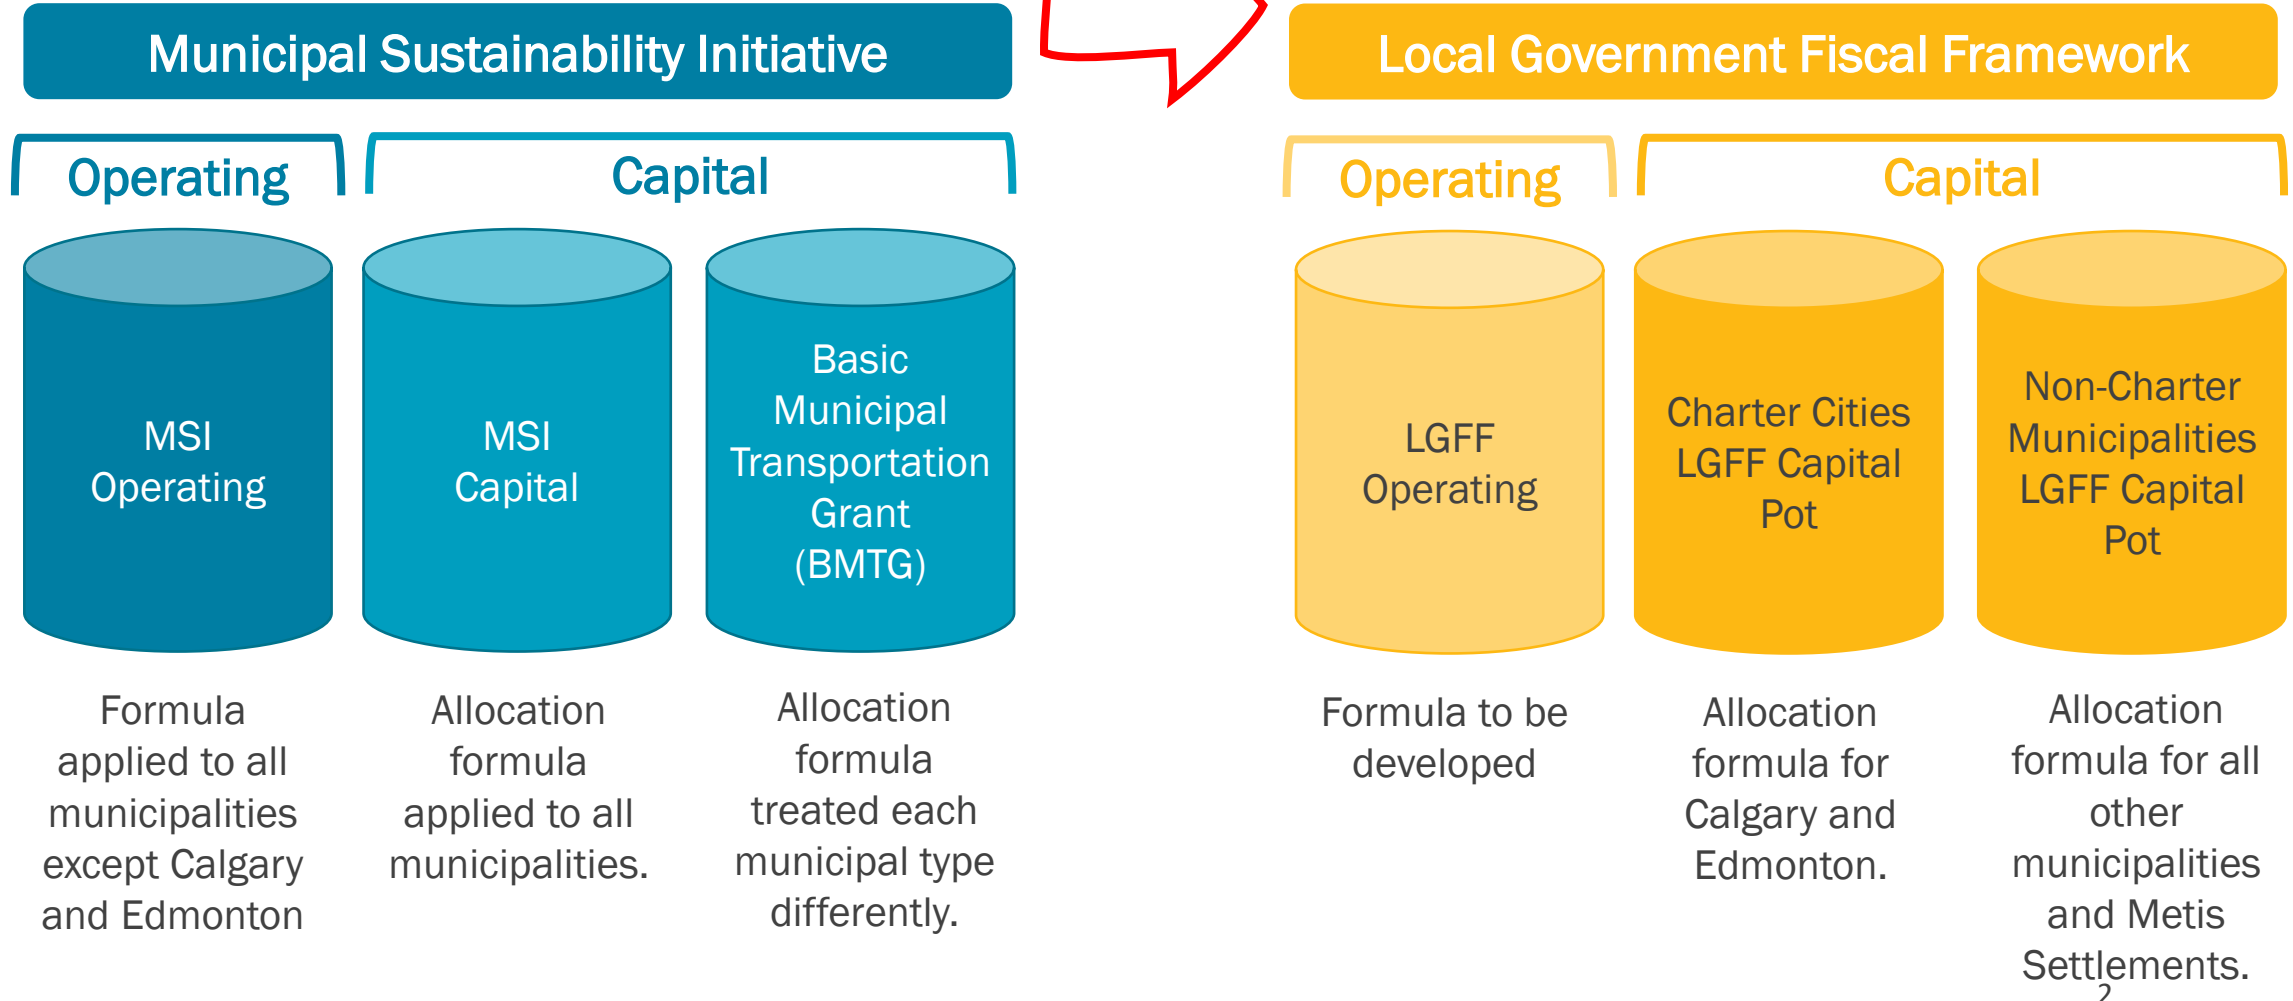 Municipal Sustainability Initiative
Operating
Capital
MSI
Operating
MSI
Capital
Basic
Municipal
Transportation
Grant
(BMTG)
Formula
applied to all
municipalities
except Calgary
and Edmonton
Allocation
formula
applied to all
municipalities.
Allocation
formula
treated each
municipal type
differently.
Local Government Fiscal Framework
Operating
Capital
LGFF
Operating
Charter Cities
LGFF Capital
Pot
Non-Charter
Municipalities
LGFF Capital
Pot
Formula to be
developed
Allocation
formula for
Calgary and
Edmonton.
Allocation
formula for all
other
municipalities
and Metis
Settlements.
2